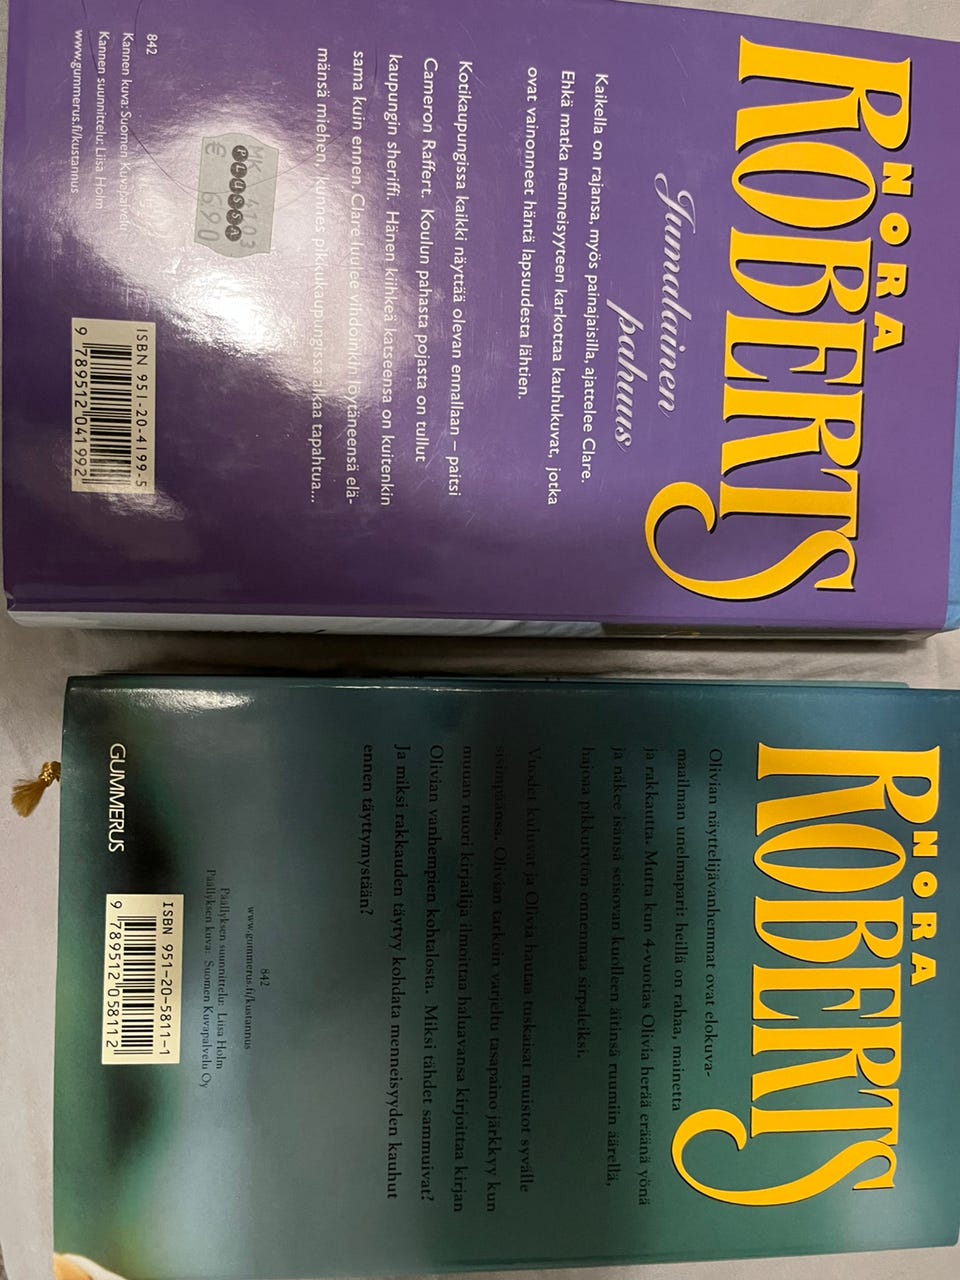 NORA
ROBERTS
Jumalainen
pahuus
Kaikella on rajansa, myös painajaisilla, ajattelee Clare.
Ehkä matka menneisyyteen karkottaa kauhukuvat, jotka
ovat vainonneet häntä lapsuudesta lähtien.
Kotikaupungissa kaikki näyttää olevan ennallaan – paitsi
Cameron Raffert. Koulun pahasta pojasta on tullut
kaupungin sheriffi. Hänen kiihkeä katseensa on kuitenkin
sama kuin ennen. Clare luulee vihdoinkin löytäneensä elä-
mänsä miehen, kunnes pikkukaupungissa alkaa tapahtua...
MK 41.03
PLUSSA
€ 6.90
842
Kannen kuva: Suomen Kuvapalvelu
Kannen suunnittelu: Liisa Holm
www.gummerus.fi/kustannus
ISBN 951-20-4199-5
9 789512 041992
NORA
ROBERTS
Olivian näyttelijävanhemmat ovat elokuva-
maailman unelmapari: heillä on rahaa, mainetta
ja rakkautta. Mutta kun 4-vuotias Olivia herää eräänä yönä
ja näkee isänsä seisovan kuolleen äitinsä ruumiin äärellä,
hajoaa pikkutytön onnenmaa sirpaleiksi.
Vuodet kuluvat ja Olivia hautaa tuskaisat muistot syvälle
sisimpäänsä. Olivian tarkoin varjeltu tasapaino järkkyy kun
muuan nuori kirjailija ilmoittaa haluavansa kirjoittaa kirjan
Olivian vanhempien kohtalosta. Miksi tähdet sammuivat?
Ja miksi rakkauden täytyy kohdata menneisyyden kauhut
ennen täyttymystään?
842
www.gummerus.fi/kustannus
Päällyksen suunnittelu: Liisa Holm
Päällyksen kuva: Suomen Kuvapalvelu Oy
GUMMERUS
ISBN 951-20-5811-1
9 789512 058112